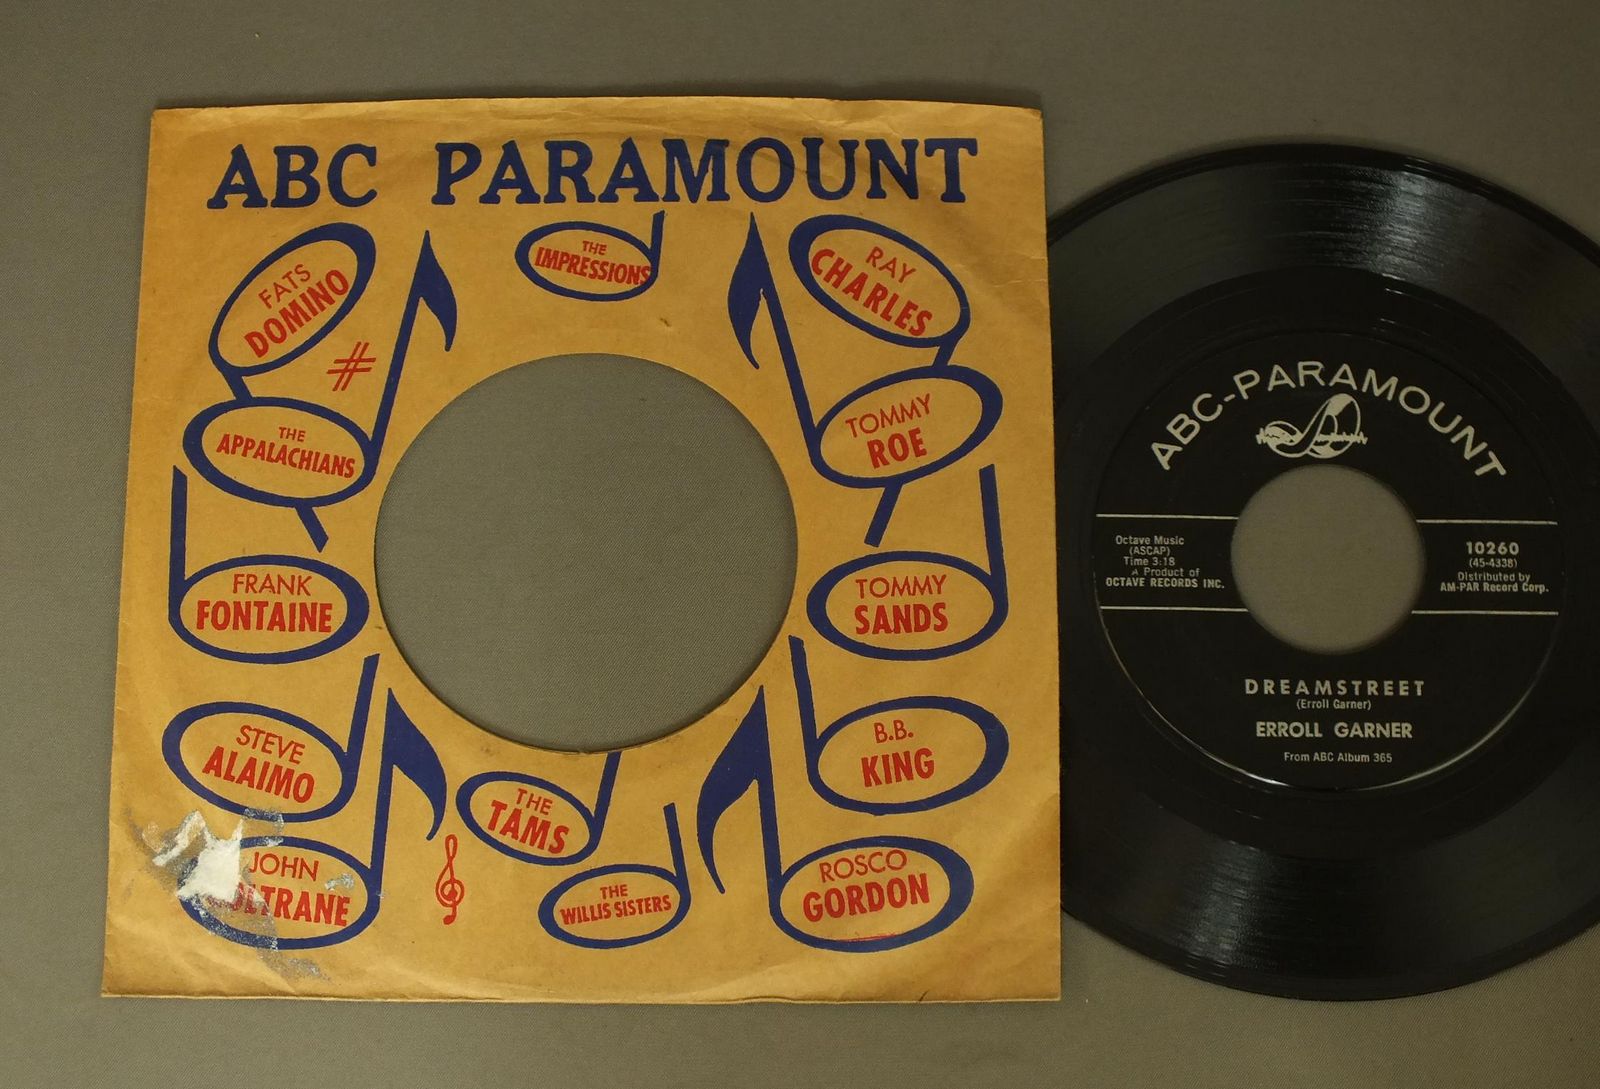 ABC PARAMOUNT
FATS
DOMINO
THE
IMPRESSIONS
RAY
CHARLES
#
THE
APPALACHIANS
TOMMY
ROE
FRANK
FONTAINE
TOMMY
SANDS
STEVE
ALAIMO
B.B.
KING
THE
TAMS
JOHN
LTRANE
THE
WILLIS SISTERS
ROSCO
GORDON
ABC-PARAMOUNT
Octave Music
(ASCAP)
Time 3:18
A Product of
OCTAVE RECORDS INC.
10260
(45-4338)
Distributed by
AM-PAR Record Corp.
DREAMSTREET
(Erroll Garner)
ERROLL GARNER
From ABC Album 365